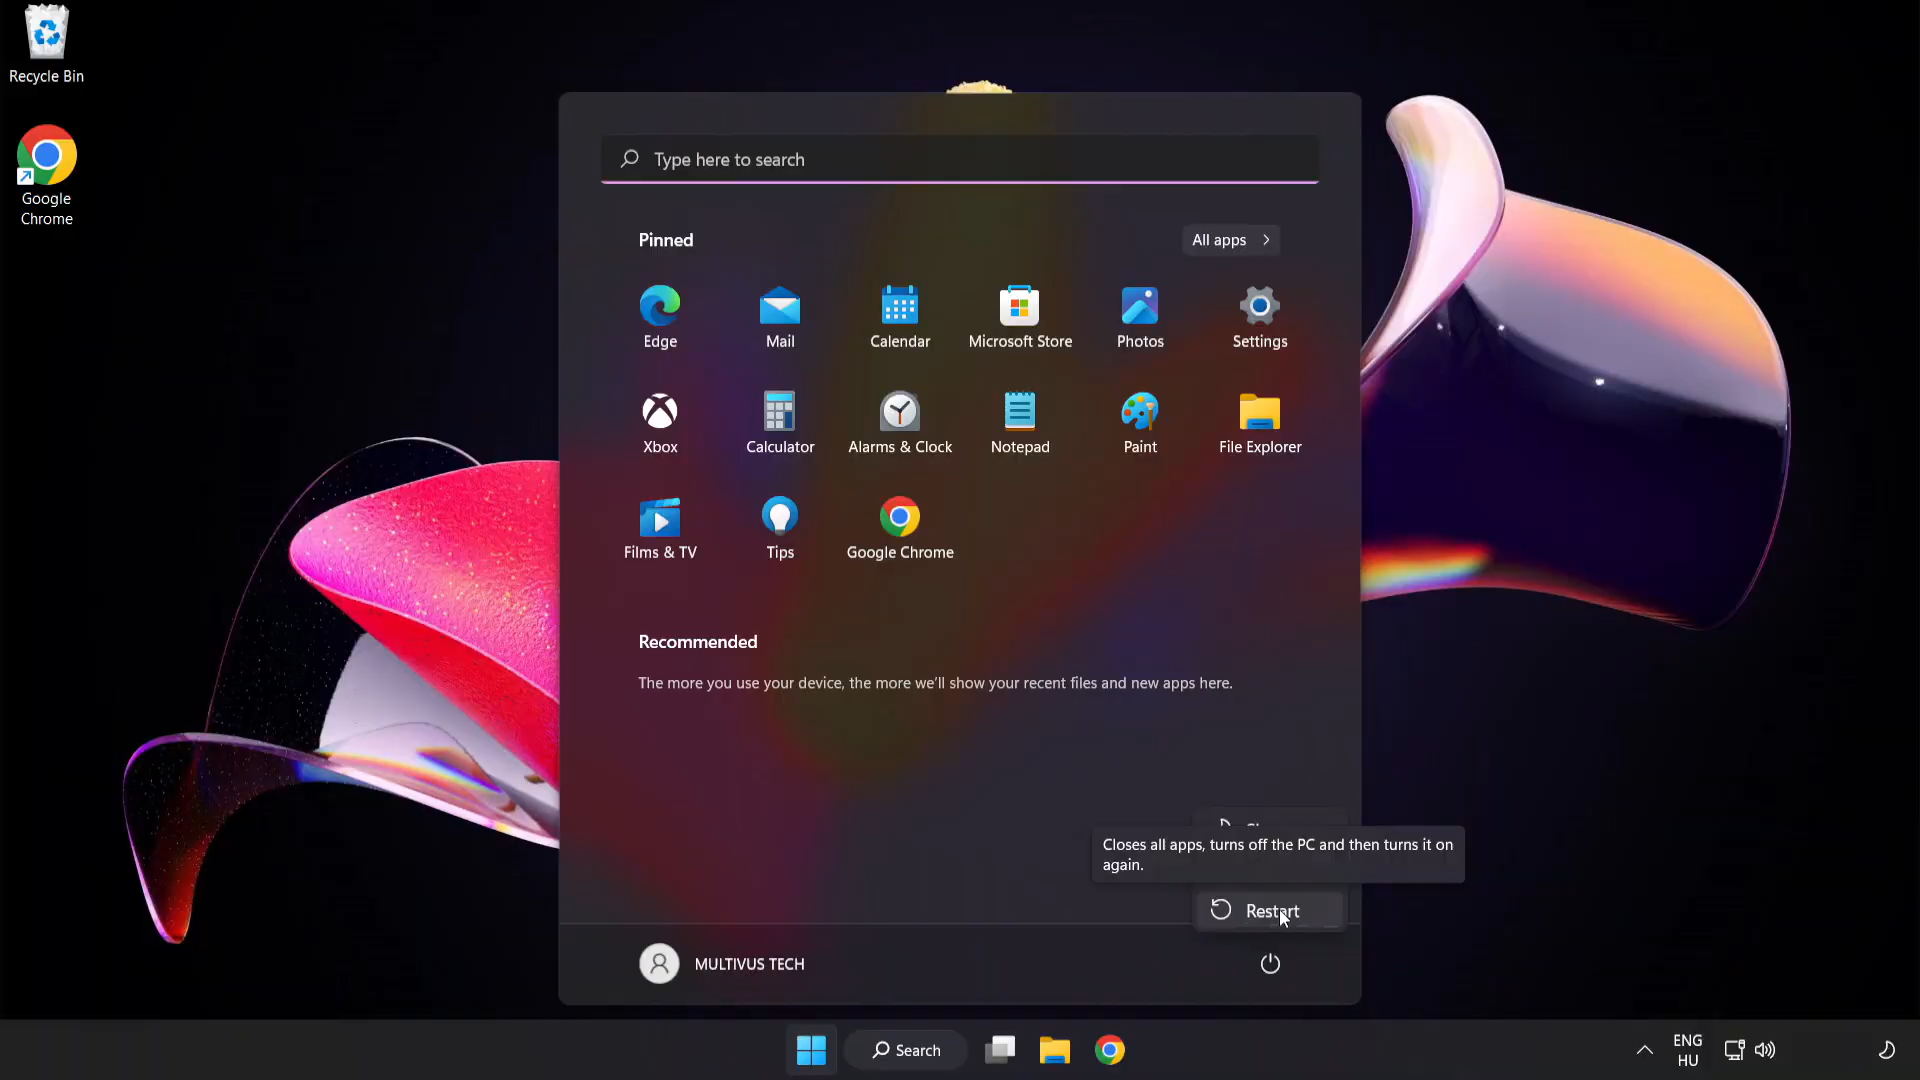 Recycle Bin
Google
Chrome
Type here to search
Pinned
All apps
Edge
Mail
Calendar
Microsoft Store
Photos
Settings
Xbox
Calculator
Alarms & Clock
Notepad
Paint
File Explorer
Films & TV
Tips
Google Chrome
Recommended
The more you use your device, the more we'll show your recent files and new apps here.
Closes all apps, turns off the PC and then turns it on
again.
Restart
MULTIVUS TECH
Search
ENG
HU